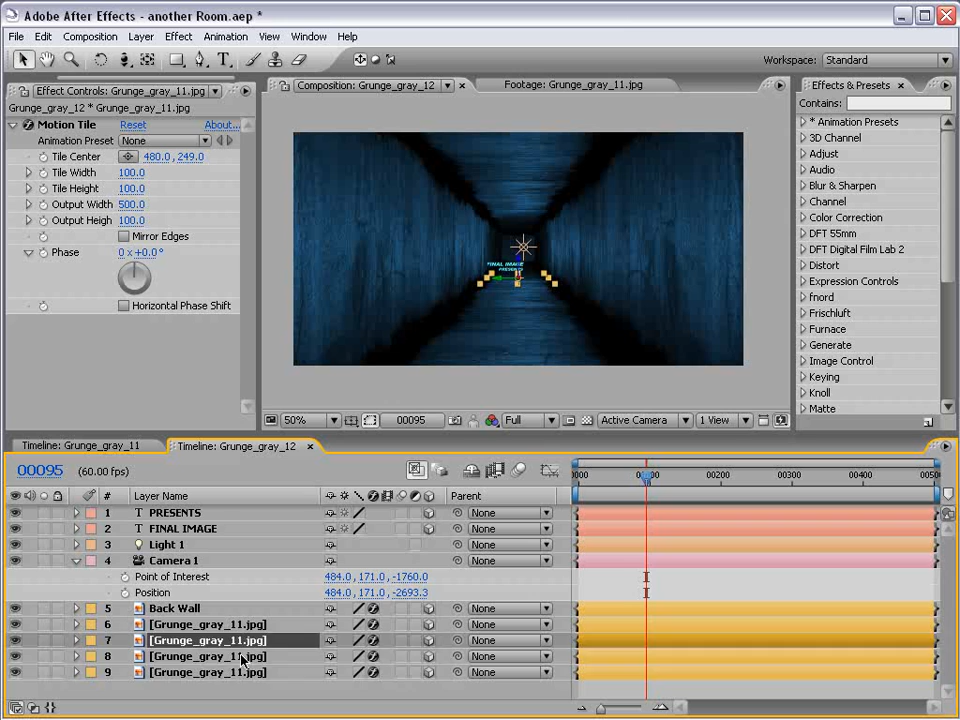 Adobe After Effects - another Room.aep *
File Edit Composition Layer Effect Animation View Window Help
Workspace: Standard
Effect Controls: Grunge_gray_11.jpg
Composition: Grunge_gray_12
Footage: Grunge_gray_11.jpg
Effects & Presets
Grunge_gray_12 * Grunge_gray_11.jpg
Contains:
Motion Tile Reset About...
Animation Preset None
Tile Center 480.0, 249.0
Tile Width 100.0
Tile Height 100.0
Output Width 500.0
Output Heigh 100.0
Mirror Edges
Phase 0 x+0.0°
Horizontal Phase Shift
FINAL IMAGE
PRESENTS
* Animation Presets
3D Channel
Adjust
Audio
Blur & Sharpen
Channel
Color Correction
DFT 55mm
DFT Digital Film Lab 2
Distort
Expression Controls
fnord
Frischluft
Furnace
Generate
Image Control
Keying
Knoll
Matte
50% 00095 Full Active Camera 1 View
Timeline: Grunge_gray_11 Timeline: Grunge_gray_12
00095 (60.00 fps)
00200 00300 00400
# Layer Name Parent
1 T PRESENTS None
2 T FINAL IMAGE None
3 Light 1 None
4 Camera 1 None
Point of Interest 484.0, 171.0, -1760.0
Position 484.0, 171.0, -2693.3
5 Back Wall None
6 [Grunge_gray_11.jpg] None
7 [Grunge_gray_11.jpg] None
8 [Grunge_gray_11.jpg] None
9 [Grunge_gray_11.jpg] None